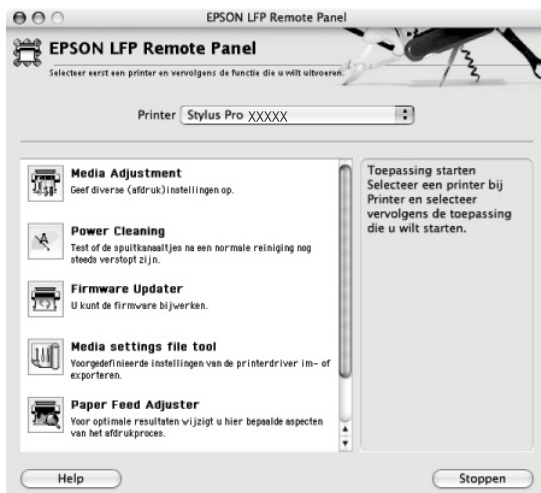 EPSON LFP Remote Panel
EPSON LFP Remote Panel
Selecteer eerst een printer en vervolgens de functie die u wilt uitvoeren.
Printer Stylus Pro XXXXX
Media Adjustment
Geef diverse (afdruk)instellingen op.
Power Cleaning
Test of de spuitkanaaltjes na een normale reiniging nog
steeds verstopt zijn.
Firmware Updater
U kunt de firmware bijwerken.
Media settings file tool
Voorgedefinieerde instellingen van de printerdriver im- of
exporteren.
Paper Feed Adjuster
Voor optimale resultaten wijzigt u hier bepaalde aspecten
van het afdrukproces.
Toepassing starten
Selecteer een printer bij
Printer en selecteer
vervolgens de toepassing
die u wilt starten.
Help
Stoppen